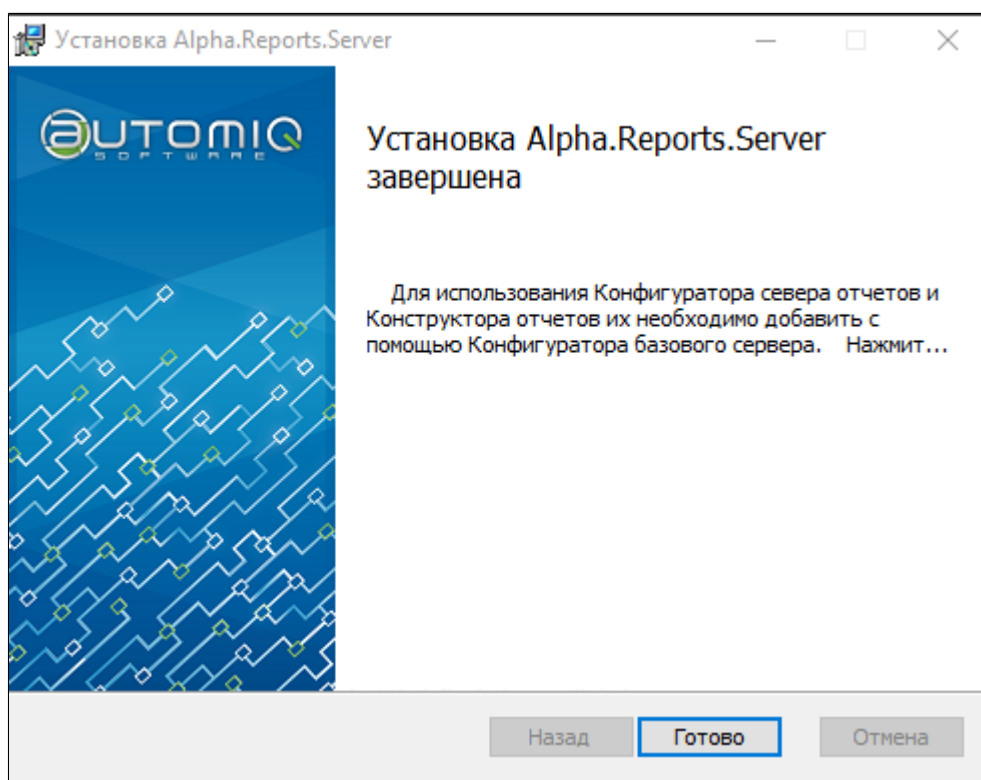 Установка Alpha.Reports.Server
aUTOMIQ
SOFTWARE
Установка Alpha.Reports.Server
завершена
Для использования Конфигуратора севера отчетов и
Конструктора отчетов их необходимо добавить с
помощью Конфигуратора базового сервера. Нажмит...
Назад
Готово
Отмена